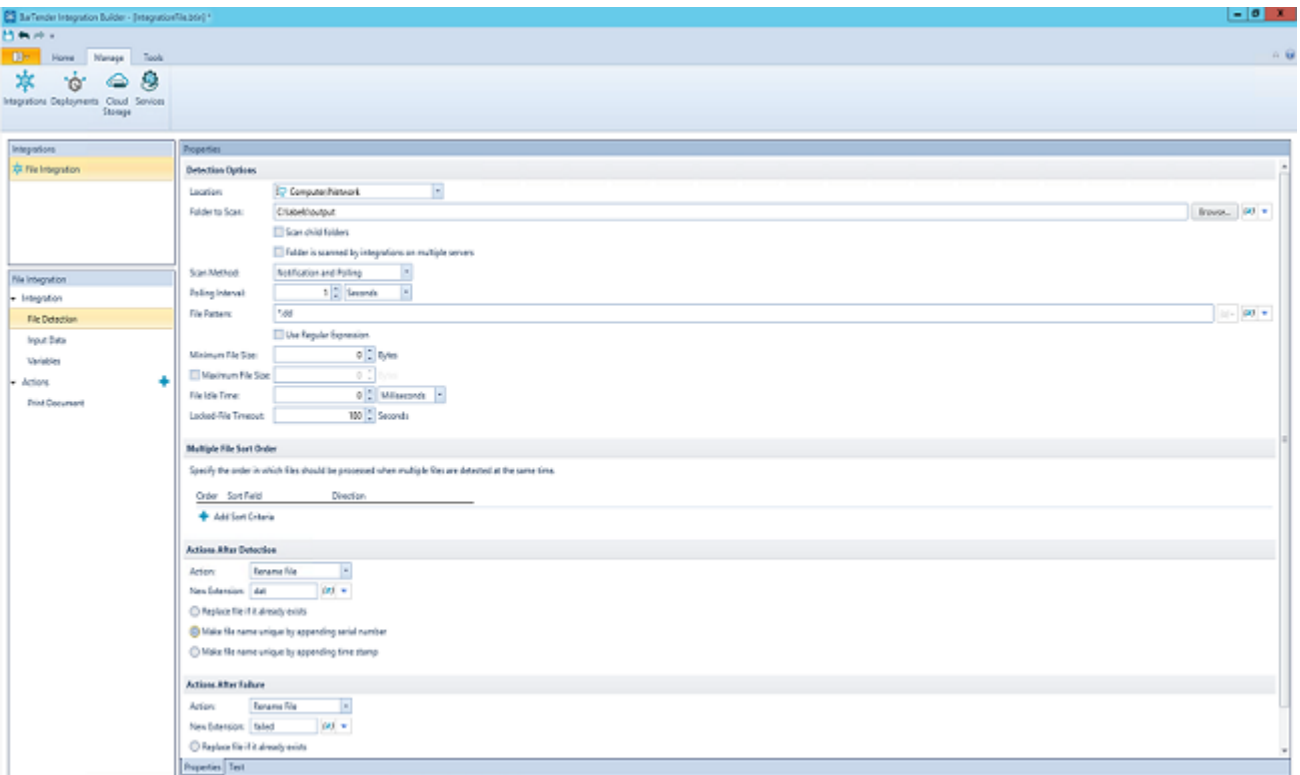 BarTender Integration Builder - [IntegrationFile.btin] *
Home Manage Tools
Integrations Deployments Cloud Storage Services
Integrations
File Integration
File Integration
Integration
File Detection
Input Data
Variables
Actions
Print Document
Properties
Detection Options
Location: Computer/Network
Folder to Scan:
Browse...
Scan child folders
Folder is scanned by integrations on multiple servers
Scan Method: Notification and Polling
Polling Interval: Seconds
File Pattern:
Use Regular Expression
Minimum File Size: 0 Bytes
Maximum File Size: 0 Bytes
File Idle Time: 0 Milliseconds
Locked-File Timeout: Seconds
Multiple File Sort Order
Specify the order in which files should be processed when multiple files are detected at the same time.
Order Sort Field Direction
Add Sort Criteria
Actions After Detection
Action: Rename File
New Extension: dat
Replace file if it already exists
Make file name unique by appending serial number
Make file name unique by appending time stamp
Actions After Failure
Action: Rename File
New Extension: failed
Replace file if it already exists
Properties Test